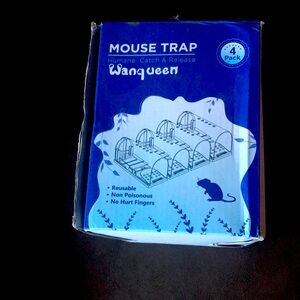 MOUSE TRAP
Humane Catch & Release
Wanqueen
4
Pack
• Reusable
• Non Poisonous
• No Hurt Fingers